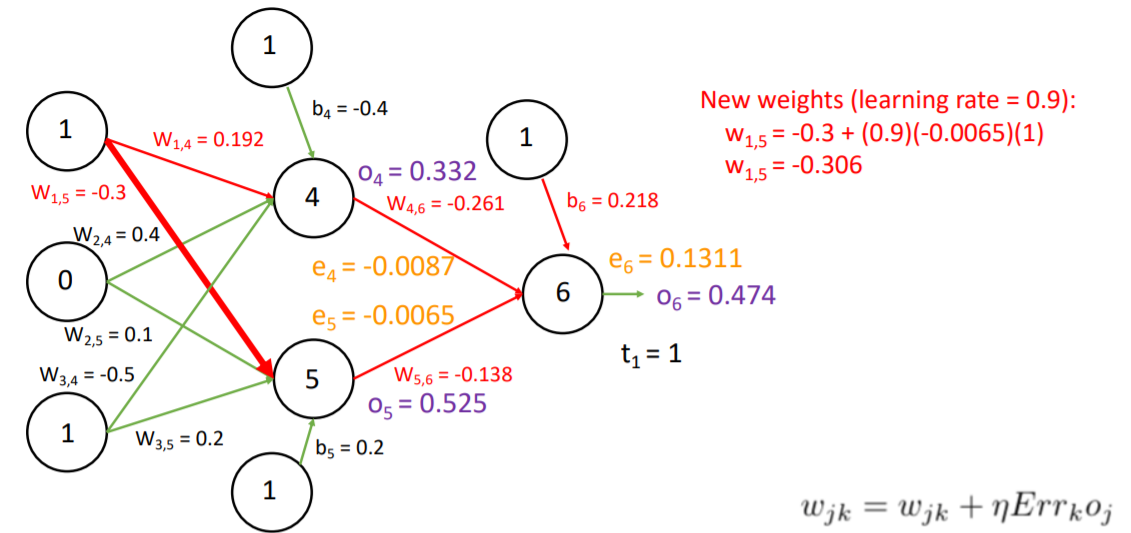 1
b₄ = -0.4
New weights (learning rate = 0.9):
w₁,₅ = -0.3 + (0.9)(-0.0065)(1)
w₁,₅ = -0.306
1
W₁,₄ = 0.192
1
W₁,₅ = -0.3
4
o₄ = 0.332
W₄,₆ = -0.261
b₆ = 0.218
W₂,₄ = 0.4
0
e₄ = -0.0087
e₆ = 0.1311
6
o₆ = 0.474
e₅ = -0.0065
W₂,₅ = 0.1
t₁ = 1
W₃,₄ = -0.5
5
W₅,₆ = -0.138
o₅ = 0.525
1
W₃,₅ = 0.2
b₅ = 0.2
1
wⱼₖ = wⱼₖ + ηErrₖoⱼ